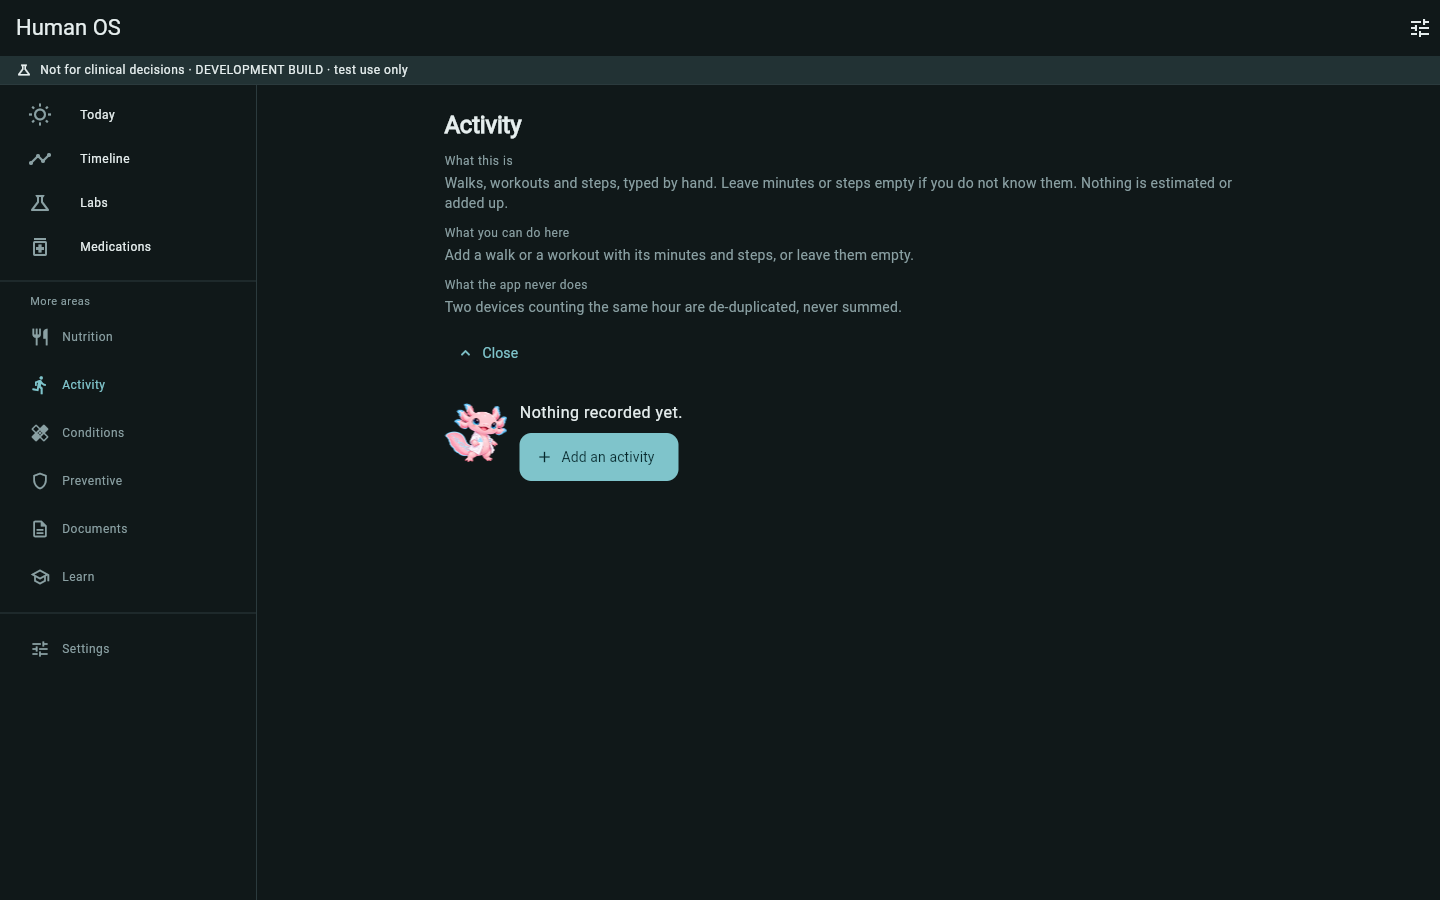 Human OS
Not for clinical decisions · DEVELOPMENT BUILD · test use only
Today
Timeline
Labs
Medications
More areas
Nutrition
Activity
Conditions
Preventive
Documents
Learn
Settings
Activity
What this is
Walks, workouts and steps, typed by hand. Leave minutes or steps empty if you do not know them. Nothing is estimated or
added up.
What you can do here
Add a walk or a workout with its minutes and steps, or leave them empty.
What the app never does
Two devices counting the same hour are de-duplicated, never summed.
Close
Nothing recorded yet.
Add an activity